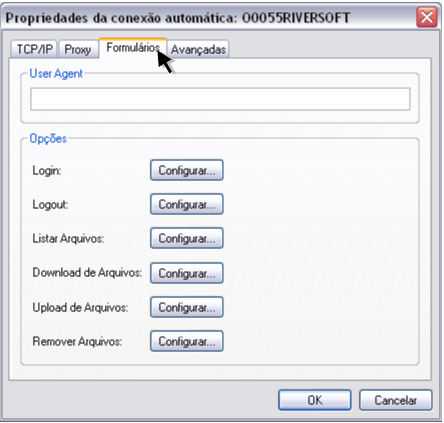 Propriedades da conexão automática: O0055RIVERSOFT
TCP/IP Proxy Formulários Avançadas
User Agent
Opções
Login: Configurar...
Logout: Configurar...
Listar Arquivos: Configurar...
Download de Arquivos: Configurar...
Upload de Arquivos: Configurar...
Remover Arquivos: Configurar...
OK Cancelar